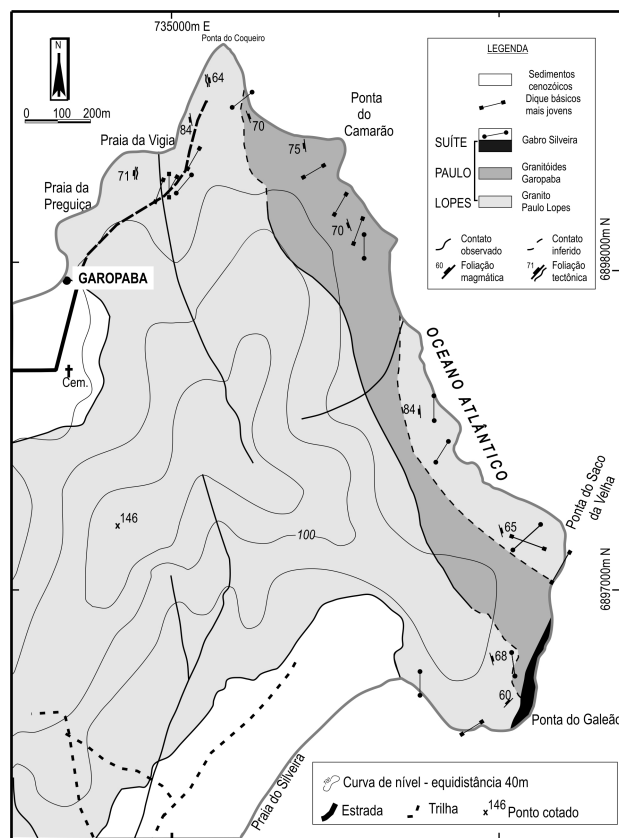 735000m E
Ponta do Coqueiro
N
0 100 200m
64
84
70
75
71
70
Praia da Vigia
Praia da
Preguiça
Ponta
do
Camarão
GAROPABA
Cem.
LEGENDA
Sedimentos
cenozóicos
Dique básicos
mais jovens
SUÍTE
Gabro Silveira
PAULO
Granitóides
Garopaba
LOPES
Granito
Paulo Lopes
Contato
observado
Contato
inferido
60
Foliação
magmática
71
Foliação
tectônica
6898000m N
OCEANO ATLÂNTICO
84
146
100
65
Ponta do Saco
da Velha
6897000m N
68
60
Ponta do Galeão
Praia do Silveira
100
Curva de nível - equidistância 40m
Estrada
Trilha
x146 Ponto cotado